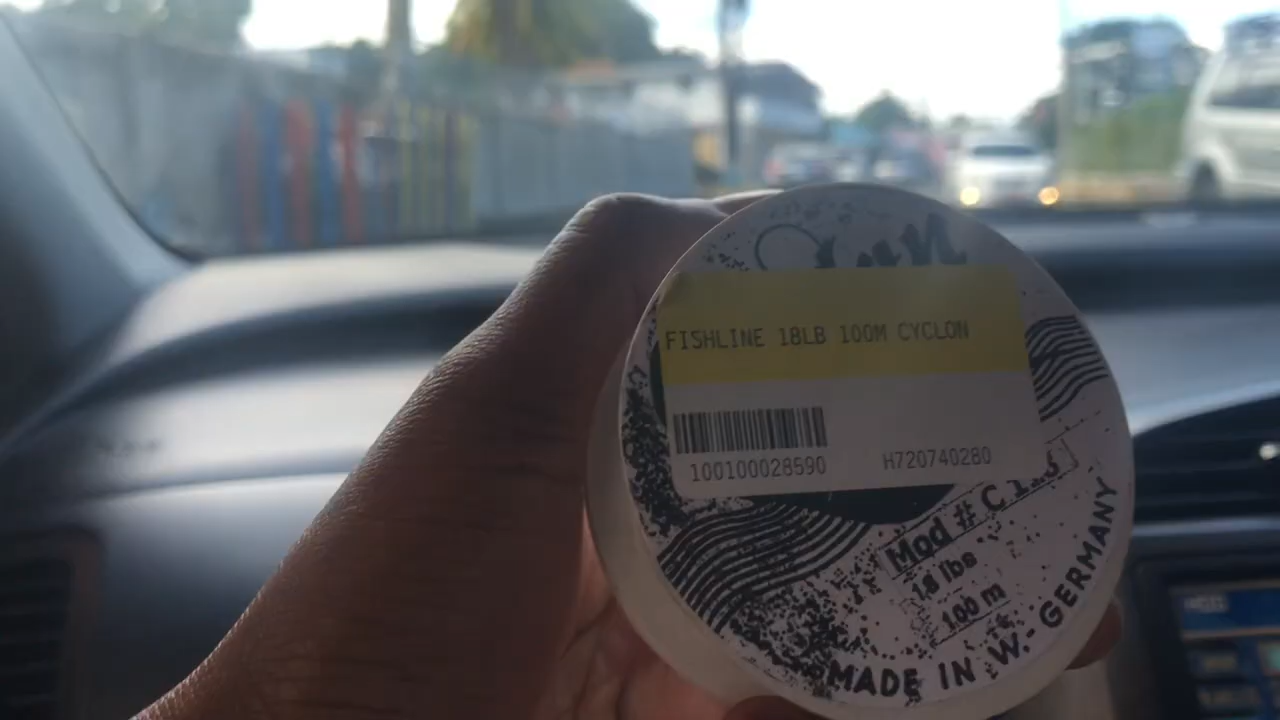 FISHLINE 18LB 100M CYCLON
100100028590
H720740280
Mod # C
18 lbs
100 m
MADE IN W. GERMANY